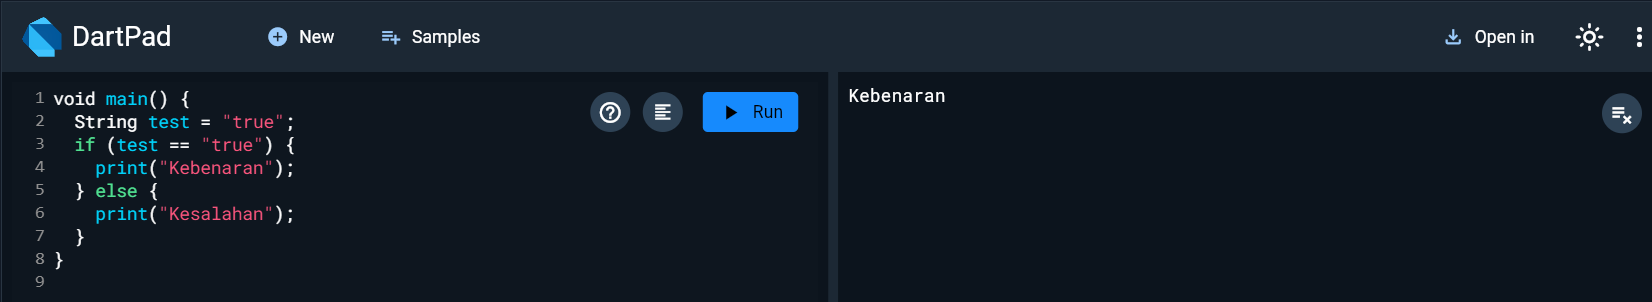 DartPad New Samples Open in
1 void main() {
2 String test = "true";
3 if (test == "true") {
4 print("Kebenaran");
5 } else {
6 print("Kesalahan");
7 }
8 }
9
Run
Kebenaran